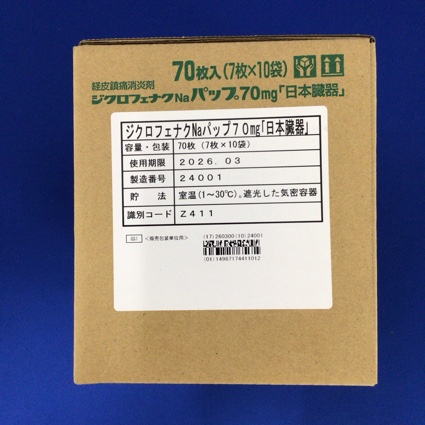 70枚入(7枚×10袋)
経皮鎮痛消炎剤
ジクロフェナクNaパップ70mg「日本臓器」
ジクロフェナクNaパップ70mg「日本臓器」
容量・包装 70枚 (7枚×10袋)
使用期限 2026.03
製造番号 24001
貯法 室温(1〜30℃)。遮光した気密容器
識別コード Z411
<販売包装単位用>
(17)260300(10)24001
(01)14987174411012